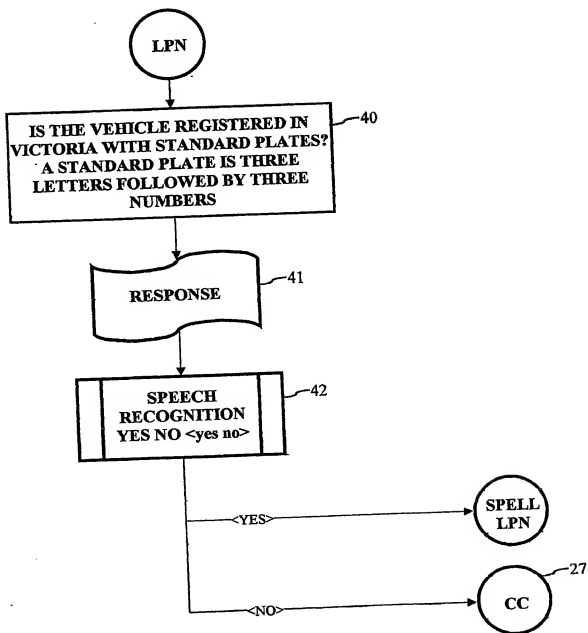 LPN
IS THE VEHICLE REGISTERED IN
VICTORIA WITH STANDARD PLATES?
A STANDARD PLATE IS THREE
LETTERS FOLLOWED BY THREE
NUMBERS
40
RESPONSE
41
SPEECH
RECOGNITION
YES NO <yes no>
42
<YES>
SPELL
LPN
<NO>
CC
27